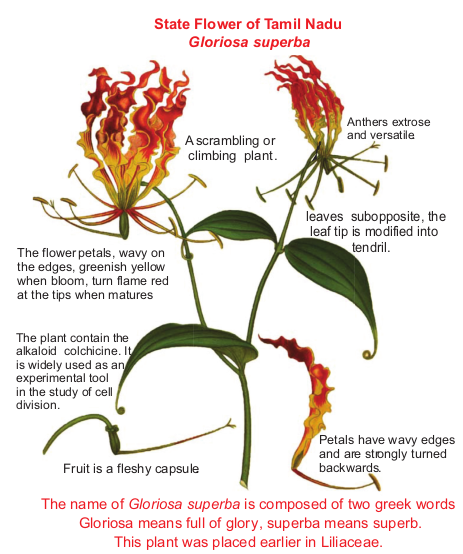 State Flower of Tamil Nadu
Gloriosa superba
A scrambling or
climbing plant.
Anthers extrose
and versatile.
leaves subopposite, the
leaf tip is modified into
tendril.
The flower petals, wavy on
the edges, greenish yellow
when bloom, turn flame red
at the tips when matures
The plant contain the
alkaloid colchicine. It
is widely used as an
experimental tool
in the study of cell
division.
Fruit is a fleshy capsule.
Petals have wavy edges
and are strongly turned
backwards.
The name of Gloriosa superba is composed of two greek words
Gloriosa means full of glory, superba means superb.
This plant was placed earlier in Liliaceae.